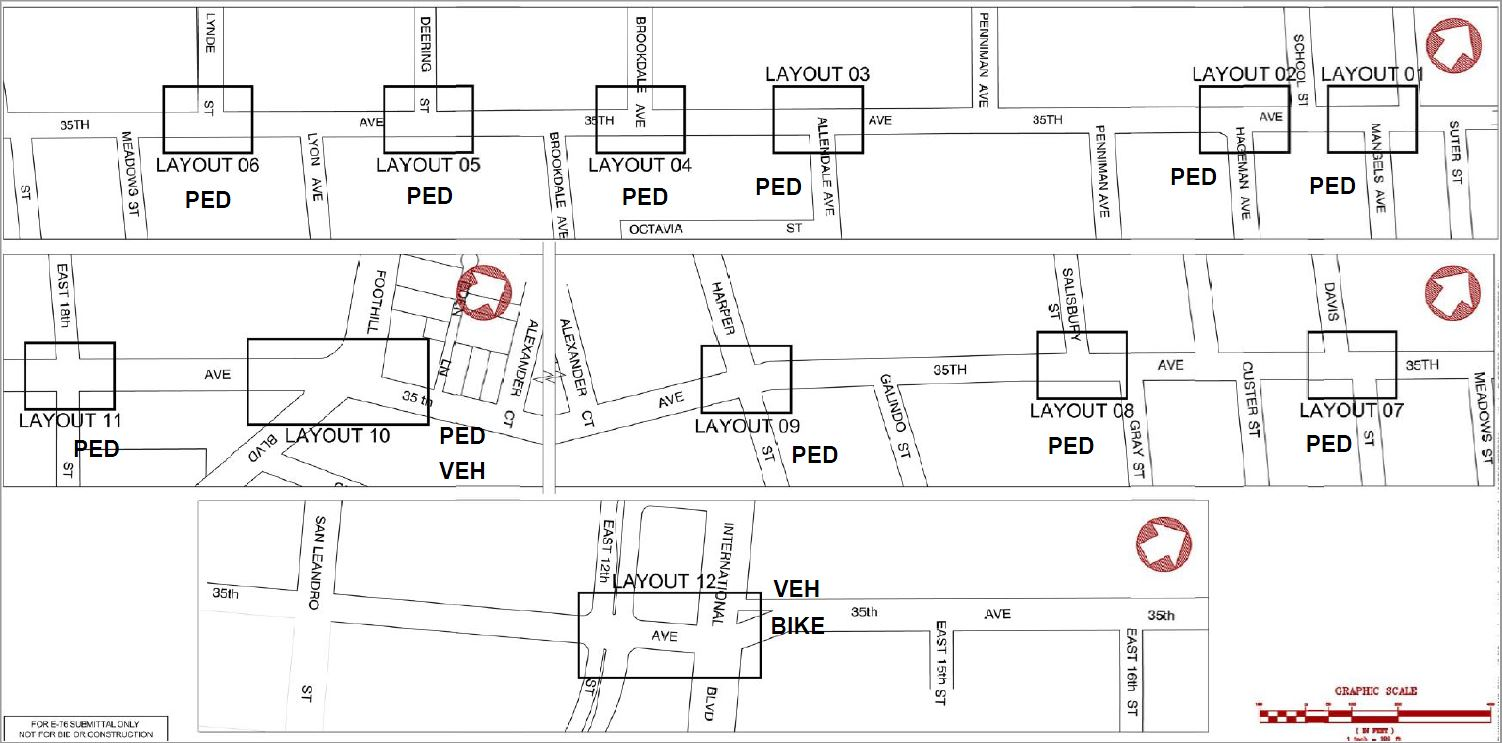 LYNDE
ST
DEERING
ST
BROOKDALE AVE
PENNIMAN AVE
SCHOOL ST
LAYOUT 03
LAYOUT 02
LAYOUT 01
35TH
AVE
35TH
AVE
35TH
AVE
ST
MEADOWS ST
LYON AVE
BROOKDALE AVE
ALLENDALE AVE
PENNIMAN AVE
HAGEMAN AVE
MANGELS AVE
SUTER ST
LAYOUT 06
LAYOUT 05
LAYOUT 04
PED
PED
PED
PED
PED
PED
OCTAVIA
ST
EAST 18th
FOOTHILL
EDEN
LN
ALEXANDER
CT
ALEXANDER
CT
HARPER
SALISBURY
ST
DAVIS
AVE
35 th
AVE
35TH
AVE
35TH
GALINDO ST
CUSTER ST
MEADOWS ST
LAYOUT 11
LAYOUT 10
LAYOUT 09
LAYOUT 08
LAYOUT 07
PED
ST
BLVD
PED
VEH
ST
PED
PED
GRAY ST
PED
ST
SAN LEANDRO
ST
EAST 12th
ST
INTERNATIONAL
BLVD
LAYOUT 12
VEH
BIKE
35th
AVE
35th
AVE
35th
EAST 15th ST
EAST 16th ST
GRAPHIC SCALE
( IN FEET )
FOR E-76 SUBMITTAL ONLY
NOT FOR BID OR CONSTRUCTION